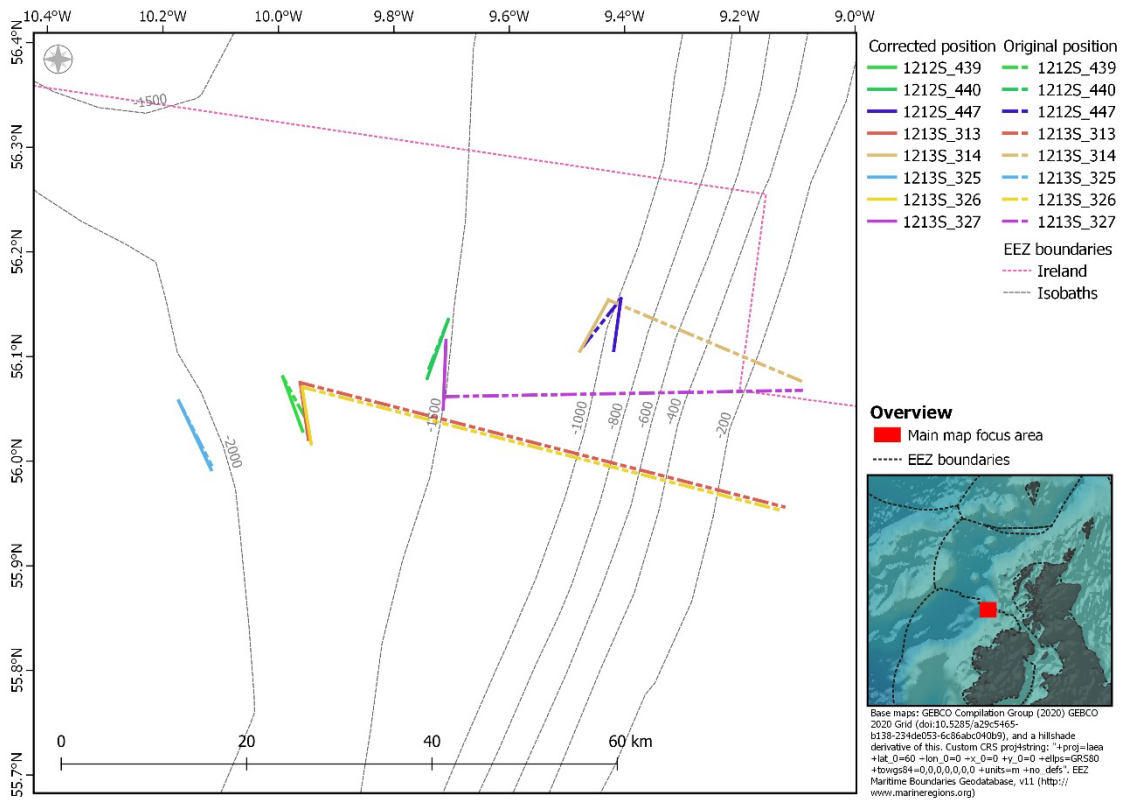 10.4°W 10.2°W 10.0°W 9.8°W 9.6°W 9.4°W 9.2°W 9.0°W
56.4°N
56.3°N
56.2°N
56.1°N
56.0°N
55.9°N
55.8°N
55.7°N
-1500
-2000
-1500
-1000
-800
-600
-400
-200
0 20 40 60 km
Corrected position Original position
1212S_439 1212S_439
1212S_440 1212S_440
1212S_447 1212S_447
1213S_313 1213S_313
1213S_314 1213S_314
1213S_325 1213S_325
1213S_326 1213S_326
1213S_327 1213S_327
EEZ boundaries
Ireland
Isobaths
Overview
Main map focus area
EEZ boundaries
Base maps: GEBCO Compilation Group (2020) GEBCO
2020 Grid (doi:10.5285/a29c5465-
b138-234de053-6c86abc040b9), and a hillshade
derivative of this. Custom CRS proj4string: "+proj=laea
+lat_0=60 +lon_0=0 +x_0=0 +y_0=0 +ellps=GRS80
+towgs84=0,0,0,0,0,0,0 +units=m +no_defs". EEZ
Maritime Boundaries Geodatabase, v11 (http://
www.marineregions.org)